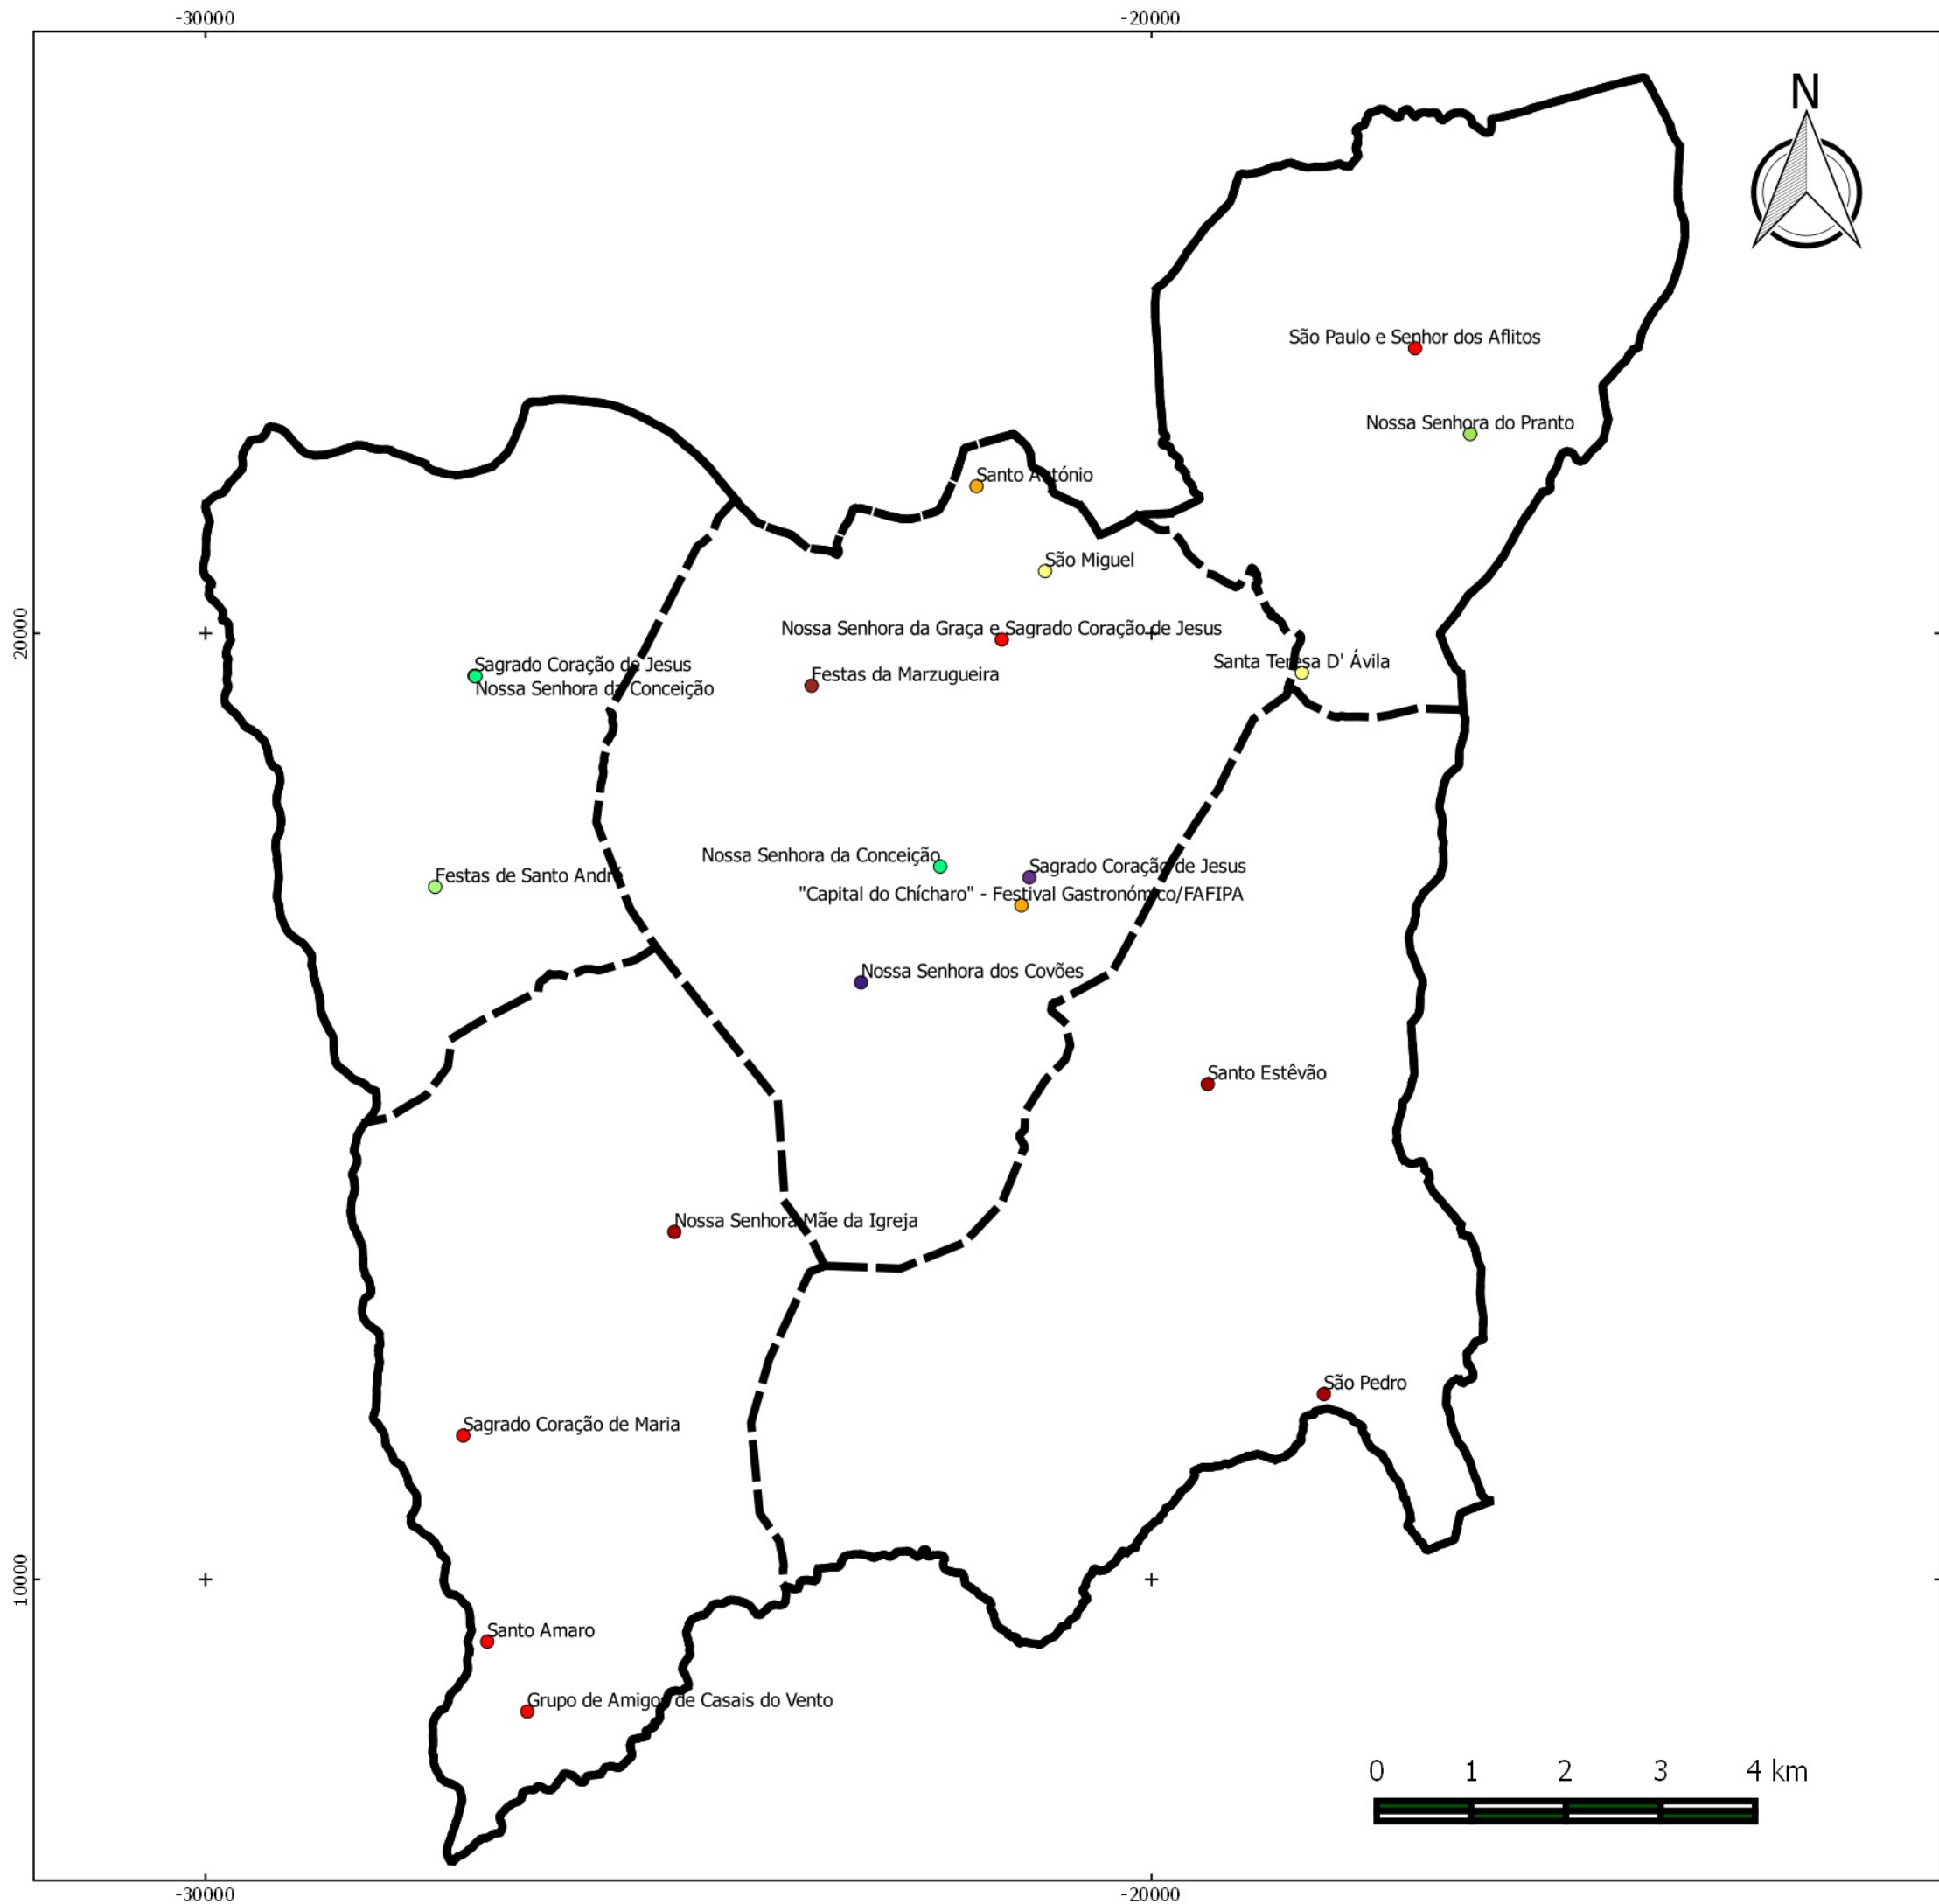 -30000 -20000
N
São Paulo e Senhor dos Aflitos
Nossa Senhora do Pranto
Santo António
São Miguel
20000
Nossa Senhora da Graça e Sagrado Coração de Jesus
Santa Teresa D' Ávila
Sagrado Coração de Jesus
Festas da Marzugueira
Nossa Senhora da Conceição
Nossa Senhora da Conceição
Sagrado Coração de Jesus
Festas de Santo André
"Capital do Chícharo" - Festival Gastronómico/FAFIPA
Nossa Senhora dos Covões
Santo Estêvão
Nossa Senhora Mãe da Igreja
São Pedro
Sagrado Coração de Maria
10000
Santo Amaro
Grupo de Amigos de Casais do Vento
0 1 2 3 4 km
-30000 -20000